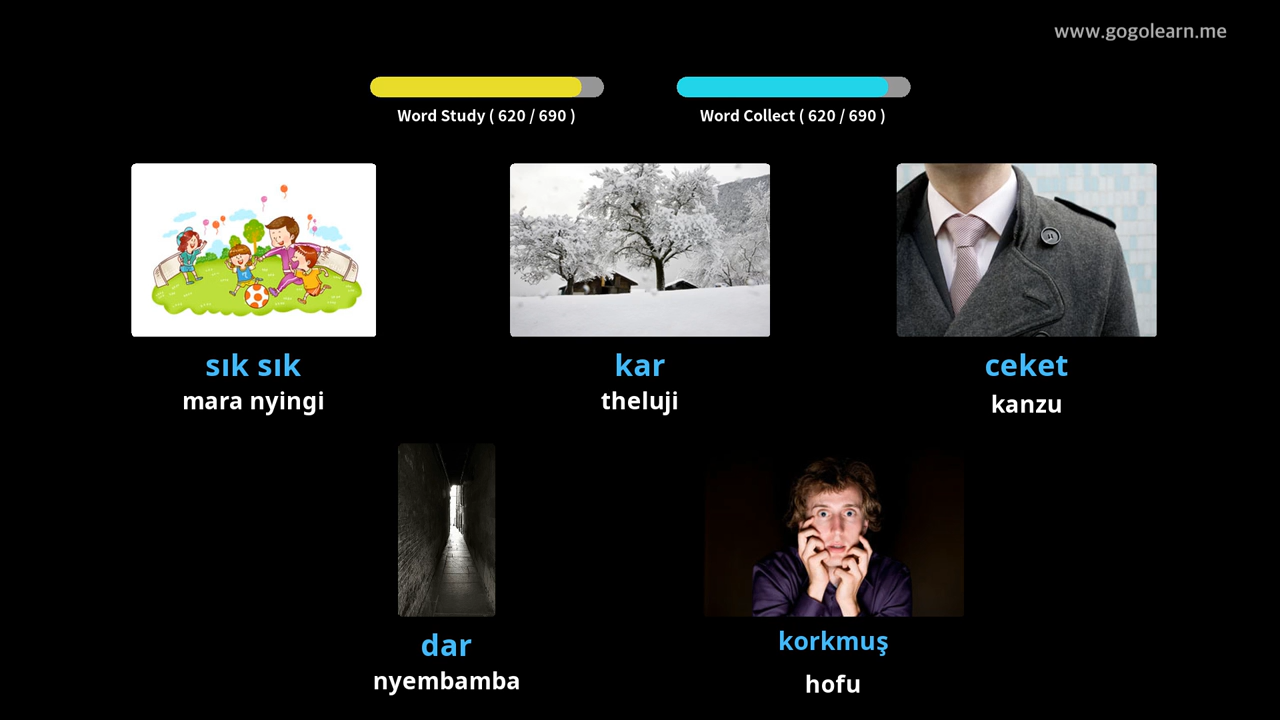 www.gogolearn.me
Word Study ( 620 / 690 )
Word Collect ( 620 / 690 )
sık sık
mara nyingi
kar
theluji
ceket
kanzu
dar
nyembamba
korkmuş
hofu